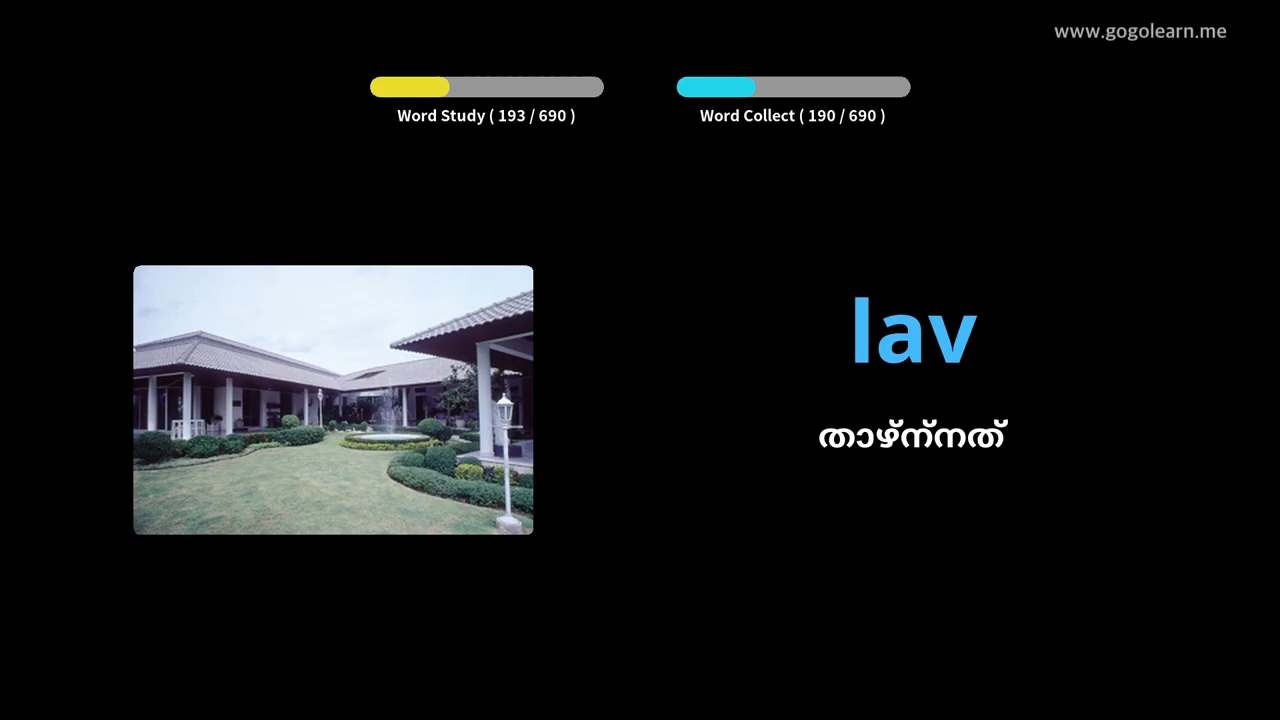 www.gogolearn.me
Word Study ( 193 / 690 )
Word Collect ( 190 / 690 )
lav
താഴ്ന്നത്